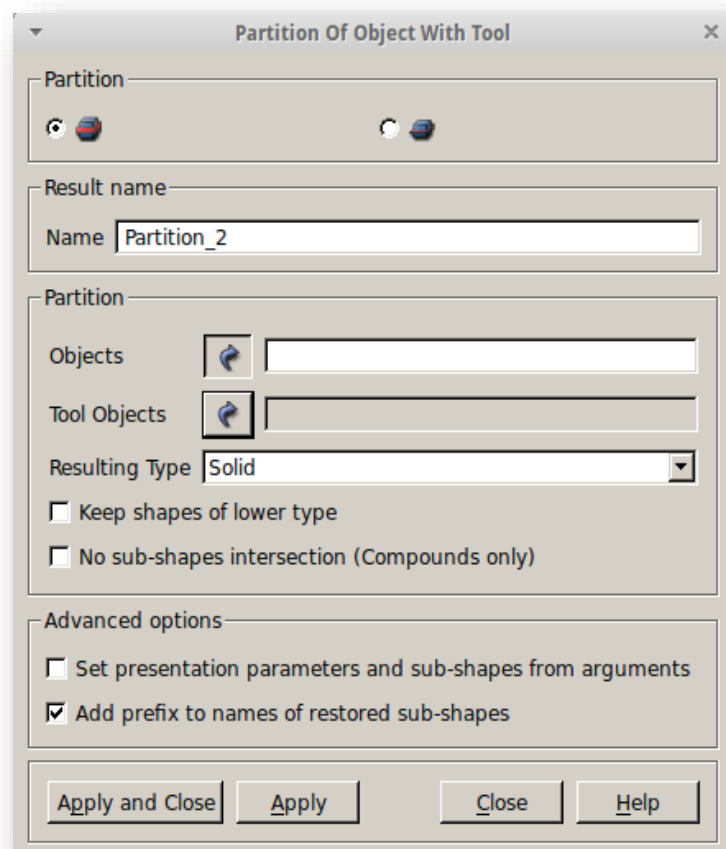 Partition Of Object With Tool
Partition
Result name
Name Partition_2
Partition
Objects
Tool Objects
Resulting Type Solid
Keep shapes of lower type
No sub-shapes intersection (Compounds only)
Advanced options
Set presentation parameters and sub-shapes from arguments
Add prefix to names of restored sub-shapes
Apply and Close Apply Close Help